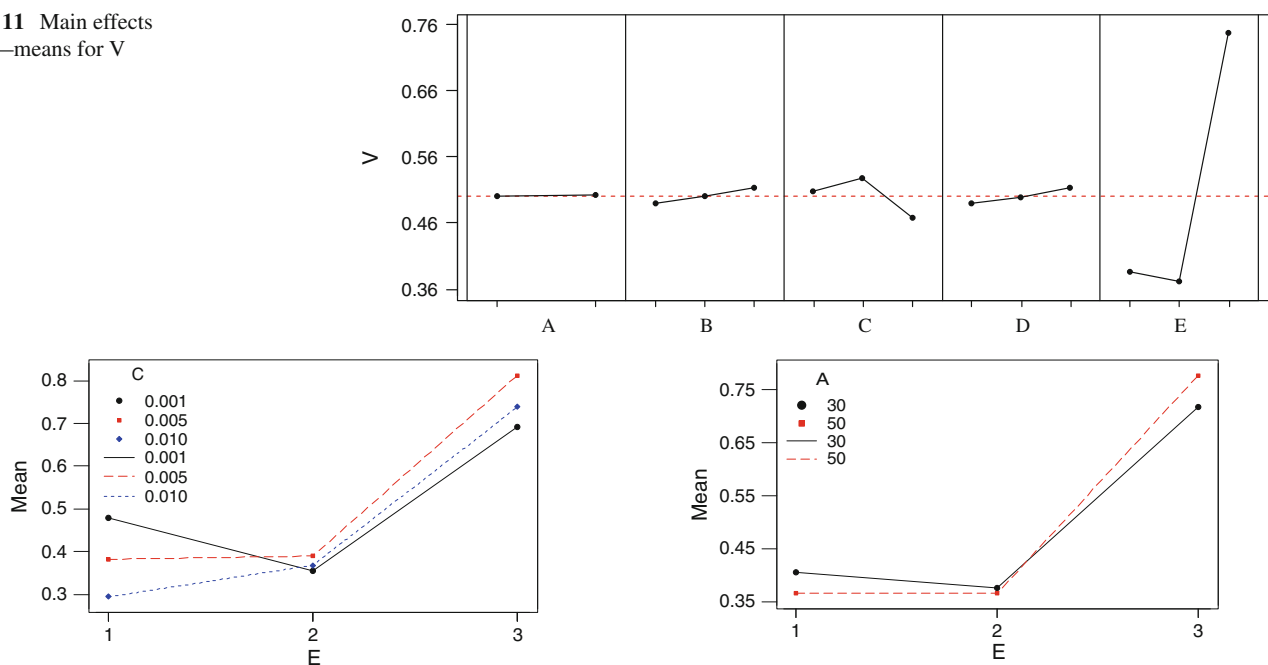 11 Main effects
—means for V
0.76
0.66
0.56
0.46
0.36
V
A B C D E
C
0.001
0.005
0.010
0.001
0.005
0.010
0.8
0.7
0.6
0.5
0.4
0.3
Mean
1 2 3
E
A
30
50
30
50
0.75
0.65
0.55
0.45
0.35
Mean
1 2 3
E